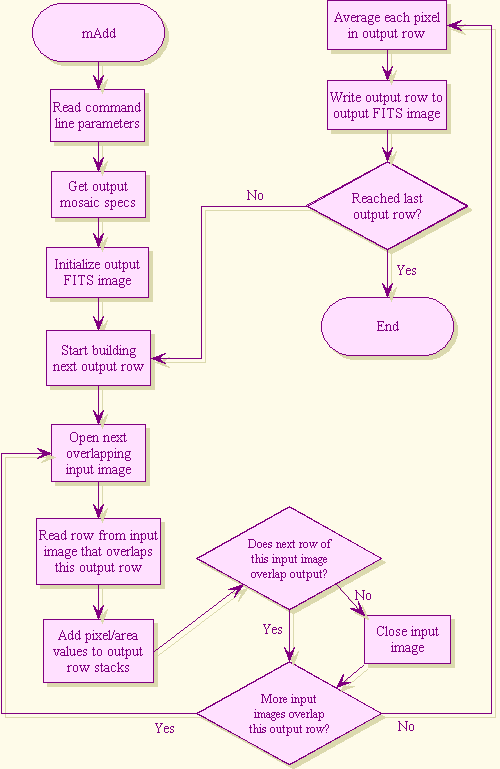 mAdd
Read command
line parameters
Get output
mosaic specs
Initialize output
FITS image
Start building
next output row
Open next
overlapping
input image
Read row from input
image that overlaps
this output row
Add pixel/area
values to output
row stacks
Does next row of
this input image
overlap output?
No
Yes
Close input
image
More input
images overlap
this output row?
Yes
No
Average each pixel
in output row
Write output row to
output FITS image
Reached last
output row?
No
Yes
End